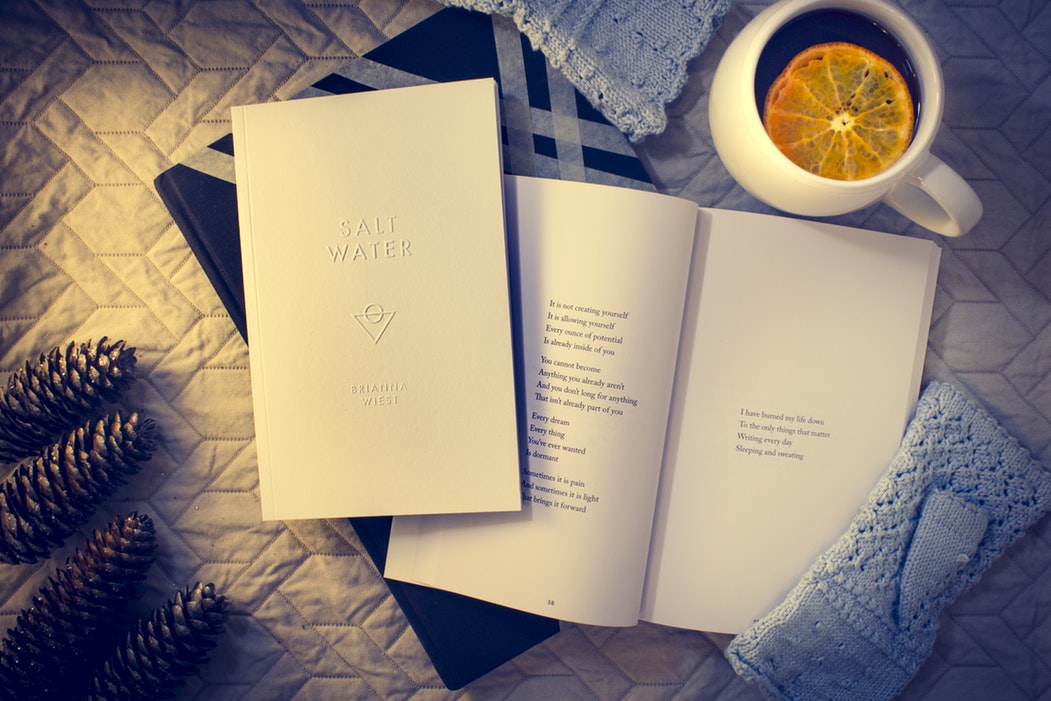 SALT
WATER
BRIANNA
WIEST
It is not creating yourself
It is allowing yourself
Every ounce of potential
Is already inside of you
You cannot become
Anything you already aren't
And you don't long for anything
That isn't already part of you
Every dream
Every thing
You've ever wanted
Is dormant
Sometimes it is pain
And sometimes it is light
That brings it forward
58
I have burned my life down
To the only things that matter
Writing every day
Sleeping and sweating